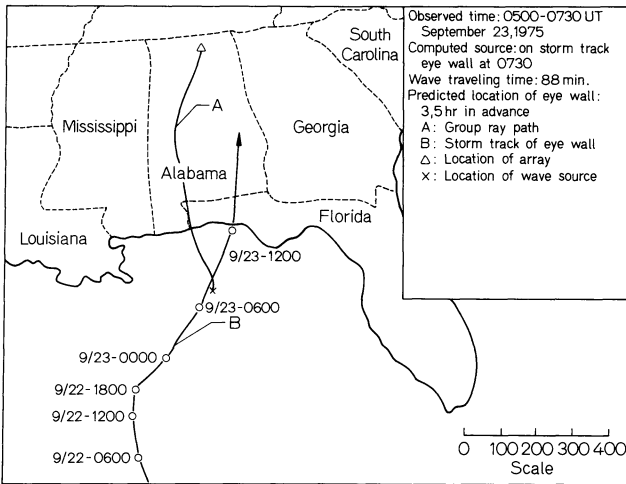 Observed time: 0500-0730 UT
September 23,1975
Computed source: on storm track
eye wall at 0730
Wave traveling time: 88 min.
Predicted location of eye wall:
3,5 hr in advance
A: Group ray path
B: Storm track of eye wall
△: Location of array
×: Location of wave source
South
Carolina
A
Mississippi
Georgia
Alabama
Louisiana
Florida
9/23-1200
9/23-0600
B
9/23-0000
9/22-1800
9/22-1200
9/22-0600
0 100 200 300 400
Scale